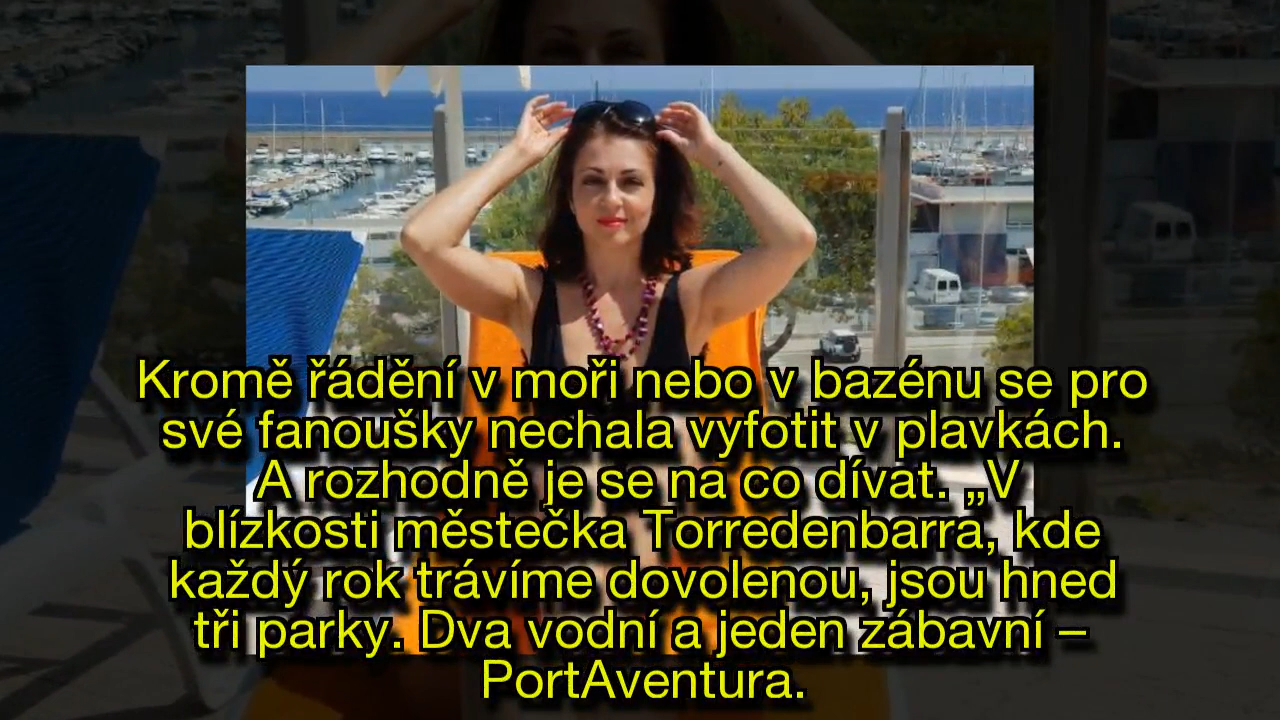 Kromě řádění v moři nebo v bazénu se pro
své fanoušky nechala vyfotit v plavkách.
A rozhodně je se na co dívat. „V
blízkosti městečka Torredenbarra, kde
každý rok trávíme dovolenou, jsou hned
tři parky. Dva vodní a jeden zábavní –
PortAventura.